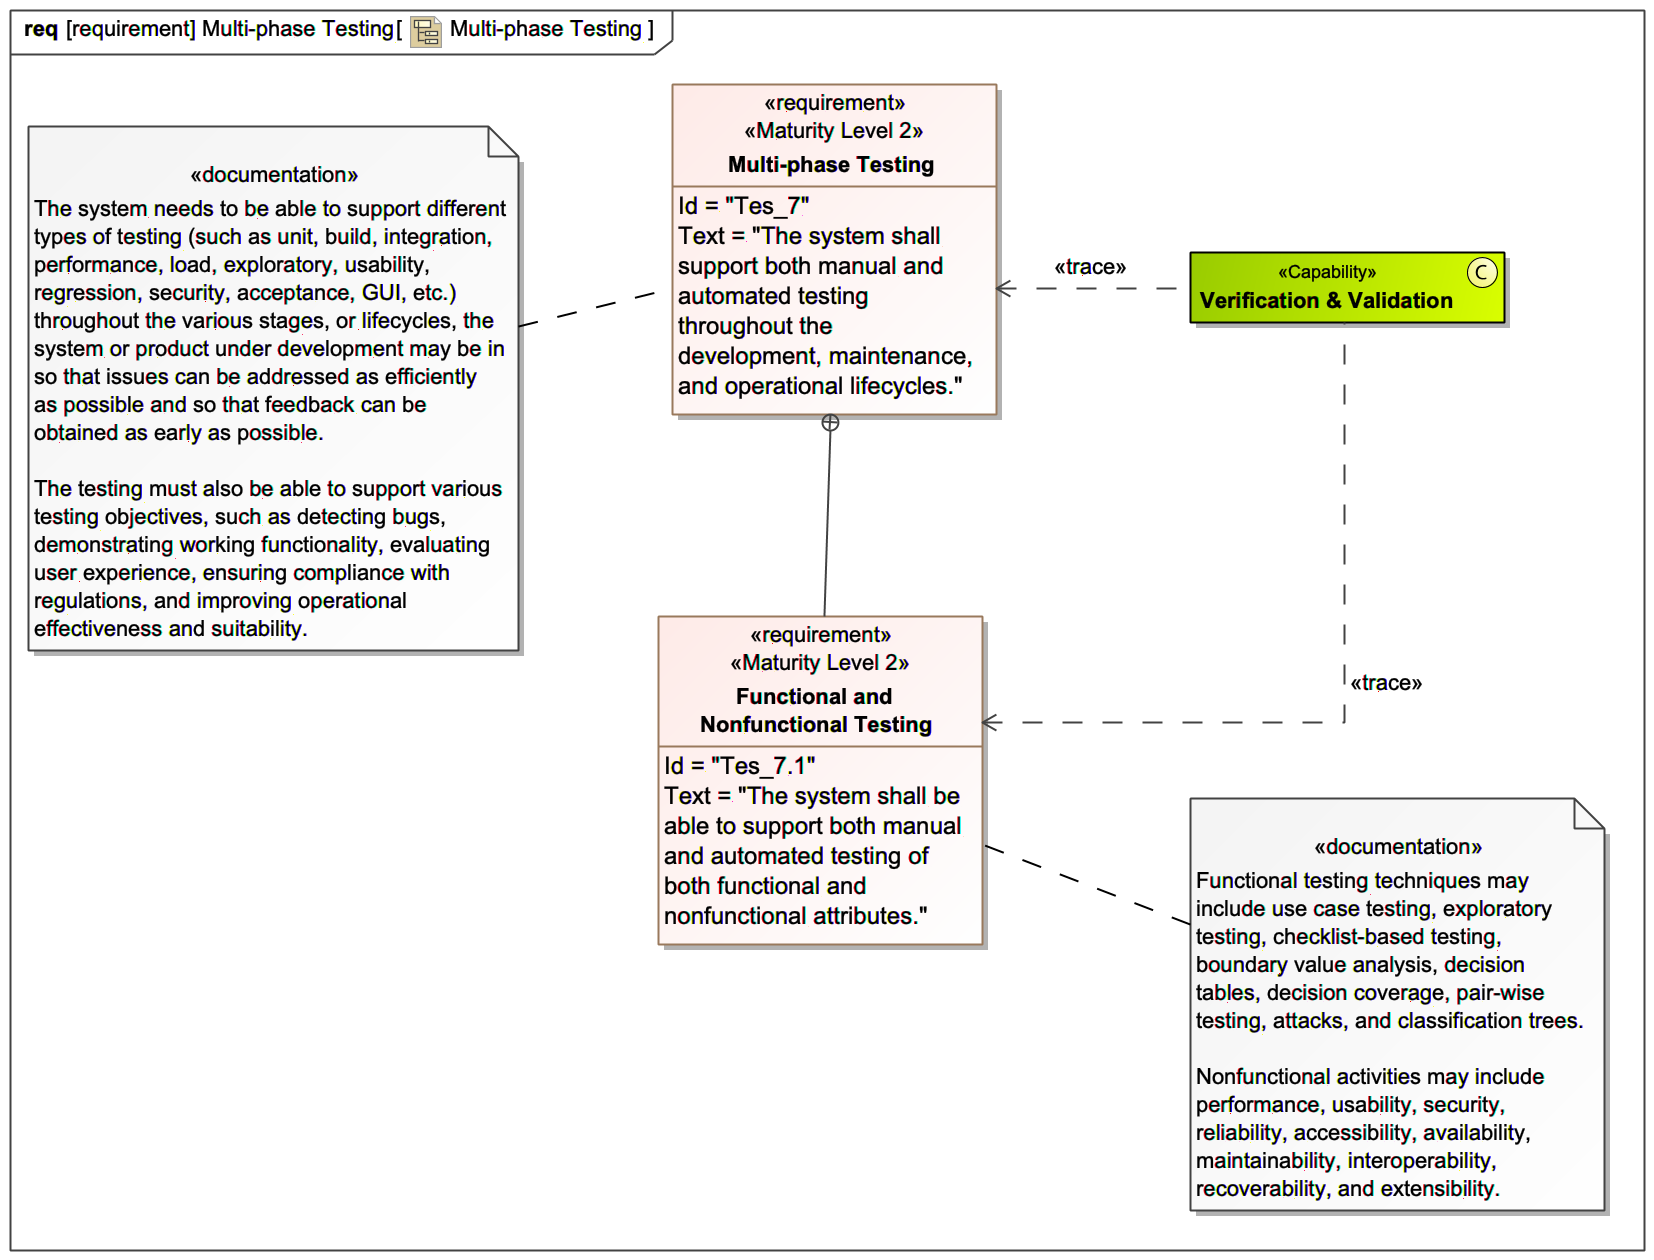 req [requirement] Multi-phase Testing[ Multi-phase Testing ]
«documentation»
The system needs to be able to support different
types of testing (such as unit, build, integration,
performance, load, exploratory, usability,
regression, security, acceptance, GUI, etc.)
throughout the various stages, or lifecycles, the
system or product under development may be in
so that issues can be addressed as efficiently
as possible and so that feedback can be
obtained as early as possible.
The testing must also be able to support various
testing objectives, such as detecting bugs,
demonstrating working functionality, evaluating
user experience, ensuring compliance with
regulations, and improving operational
effectiveness and suitability.
«requirement»
«Maturity Level 2»
Multi-phase Testing
Id = "Tes_7"
Text = "The system shall
support both manual and
automated testing
throughout the
development, maintenance,
and operational lifecycles."
«trace»
«Capability»
C
Verification & Validation
«trace»
«requirement»
«Maturity Level 2»
Functional and
Nonfunctional Testing
Id = "Tes_7.1"
Text = "The system shall be
able to support both manual
and automated testing of
both functional and
nonfunctional attributes."
«documentation»
Functional testing techniques may
include use case testing, exploratory
testing, checklist-based testing,
boundary value analysis, decision
tables, decision coverage, pair-wise
testing, attacks, and classification trees.
Nonfunctional activities may include
performance, usability, security,
reliability, accessibility, availability,
maintainability, interoperability,
recoverability, and extensibility.